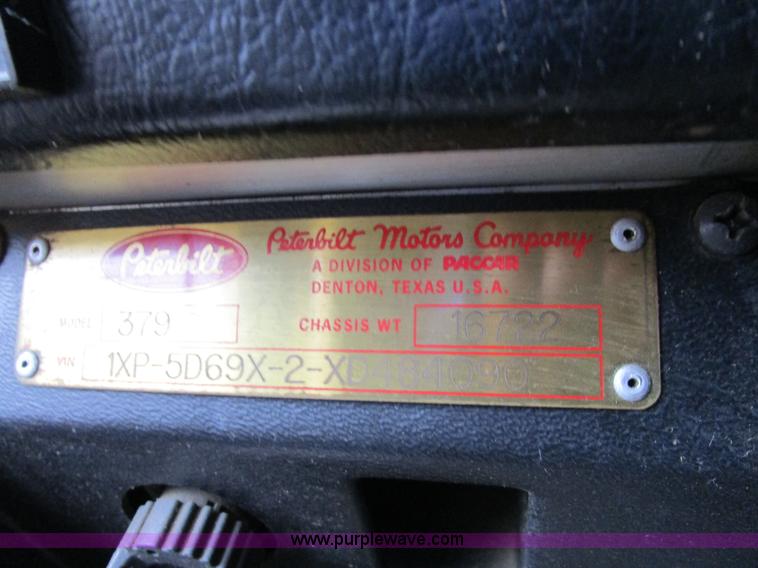 Peterbilt
Peterbilt Motors Company
A DIVISION OF PACCAR
DENTON, TEXAS U.S.A.
MODEL 379 CHASSIS WT 16722
VIN 1XP-5D69X-2-XD484090
www.purplewave.com